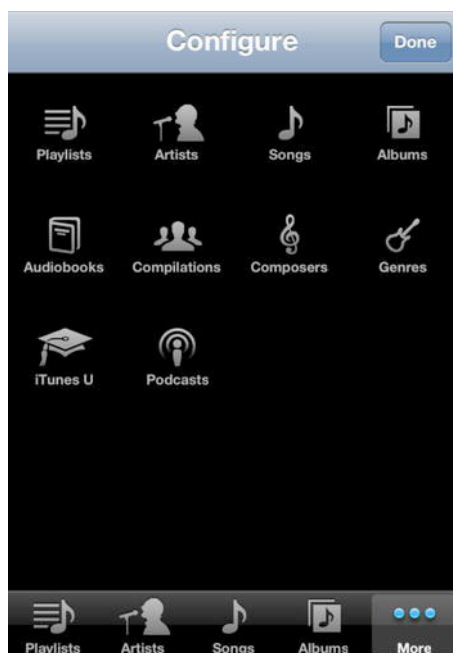 Configure Done
Playlists Artists Songs Albums
Audiobooks Compilations Composers Genres
iTunes U Podcasts
Playlists Artists Songs Albums More